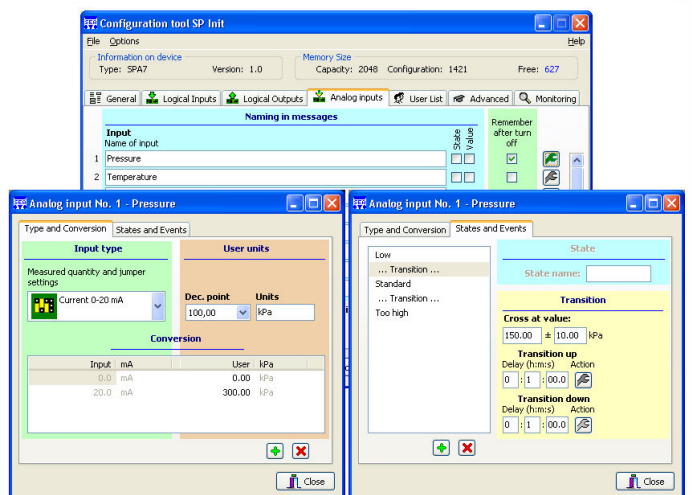 Configuration tool SP Init
File Options Help
Information on device
Type: SPA7 Version: 1.0
Memory Size
Capacity: 2048 Configuration: 1421 Free: 627
General Logical Inputs Logical Outputs Analog inputs User List Advanced Monitoring
Naming in messages
Input
Name of input
State
Value
Remember
after turn
off
1 Pressure
2 Temperature
Analog input No. 1 - Pressure
Type and Conversion States and Events
Input type
User units
Measured quantity and jumper
settings
Current 0-20 mA
Dec. point Units
100,00 kPa
Conversion
Input mA User kPa
0.0 mA 0.00 kPa
20.0 mA 300.00 kPa
Close
Analog input No. 1 - Pressure
Type and Conversion States and Events
Low
... Transition ...
Standard
... Transition ...
Too high
State
State name:
Transition
Cross at value:
150.00 ± 10.00 kPa
Transition up
Delay (h:m:s) Action
0 : 1 : 00.0
Transition down
Delay (h:m:s) Action
0 : 1 : 00.0
Close